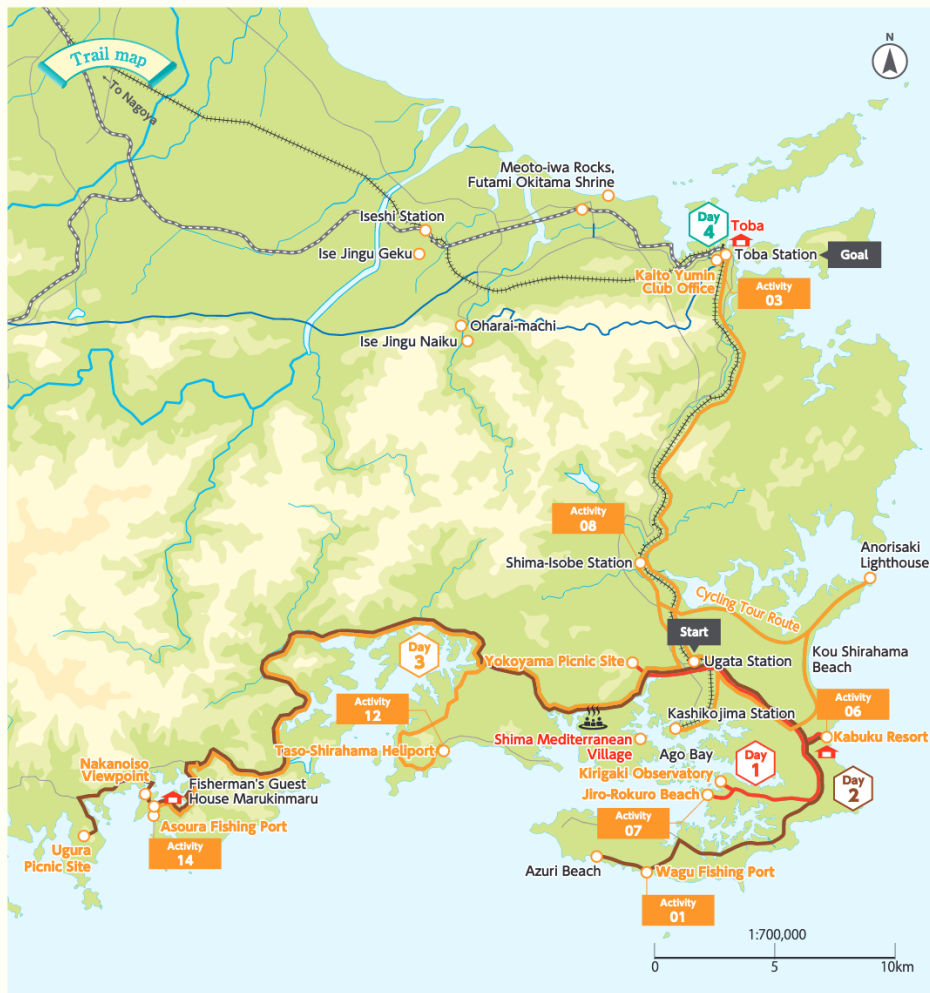 Trail map
N
To Nagoya
Meoto-iwa Rocks,
Futami Okitama Shrine
Iseshi Station
Ise Jingu Geku
Day
4
Toba
Toba Station
Goal
Kaito Yumin
Club Office
Activity
03
Oharai-machi
Ise Jingu Naiku
Activity
08
Shima-Isobe Station
Anorisaki
Lighthouse
Cycling Tour Route
Start
Day
3
Yokoyama Picnic Site
Ugata Station
Kou Shirahama
Beach
Activity
12
Kashikojima Station
Activity
06
Taso-Shirahama Heliport
Shima Mediterranean
Village
Ago Bay
Kabuku Resort
Day
1
Nakanoiso
Viewpoint
Fisherman's Guest
House Marukinmaru
Kirigaki Observatory
Jiro-Rokuro Beach
Day
2
Asoura Fishing Port
Activity
07
Ugura
Picnic Site
Activity
14
Azuri Beach
Wagu Fishing Port
Activity
01
1:700,000
0
5
10km